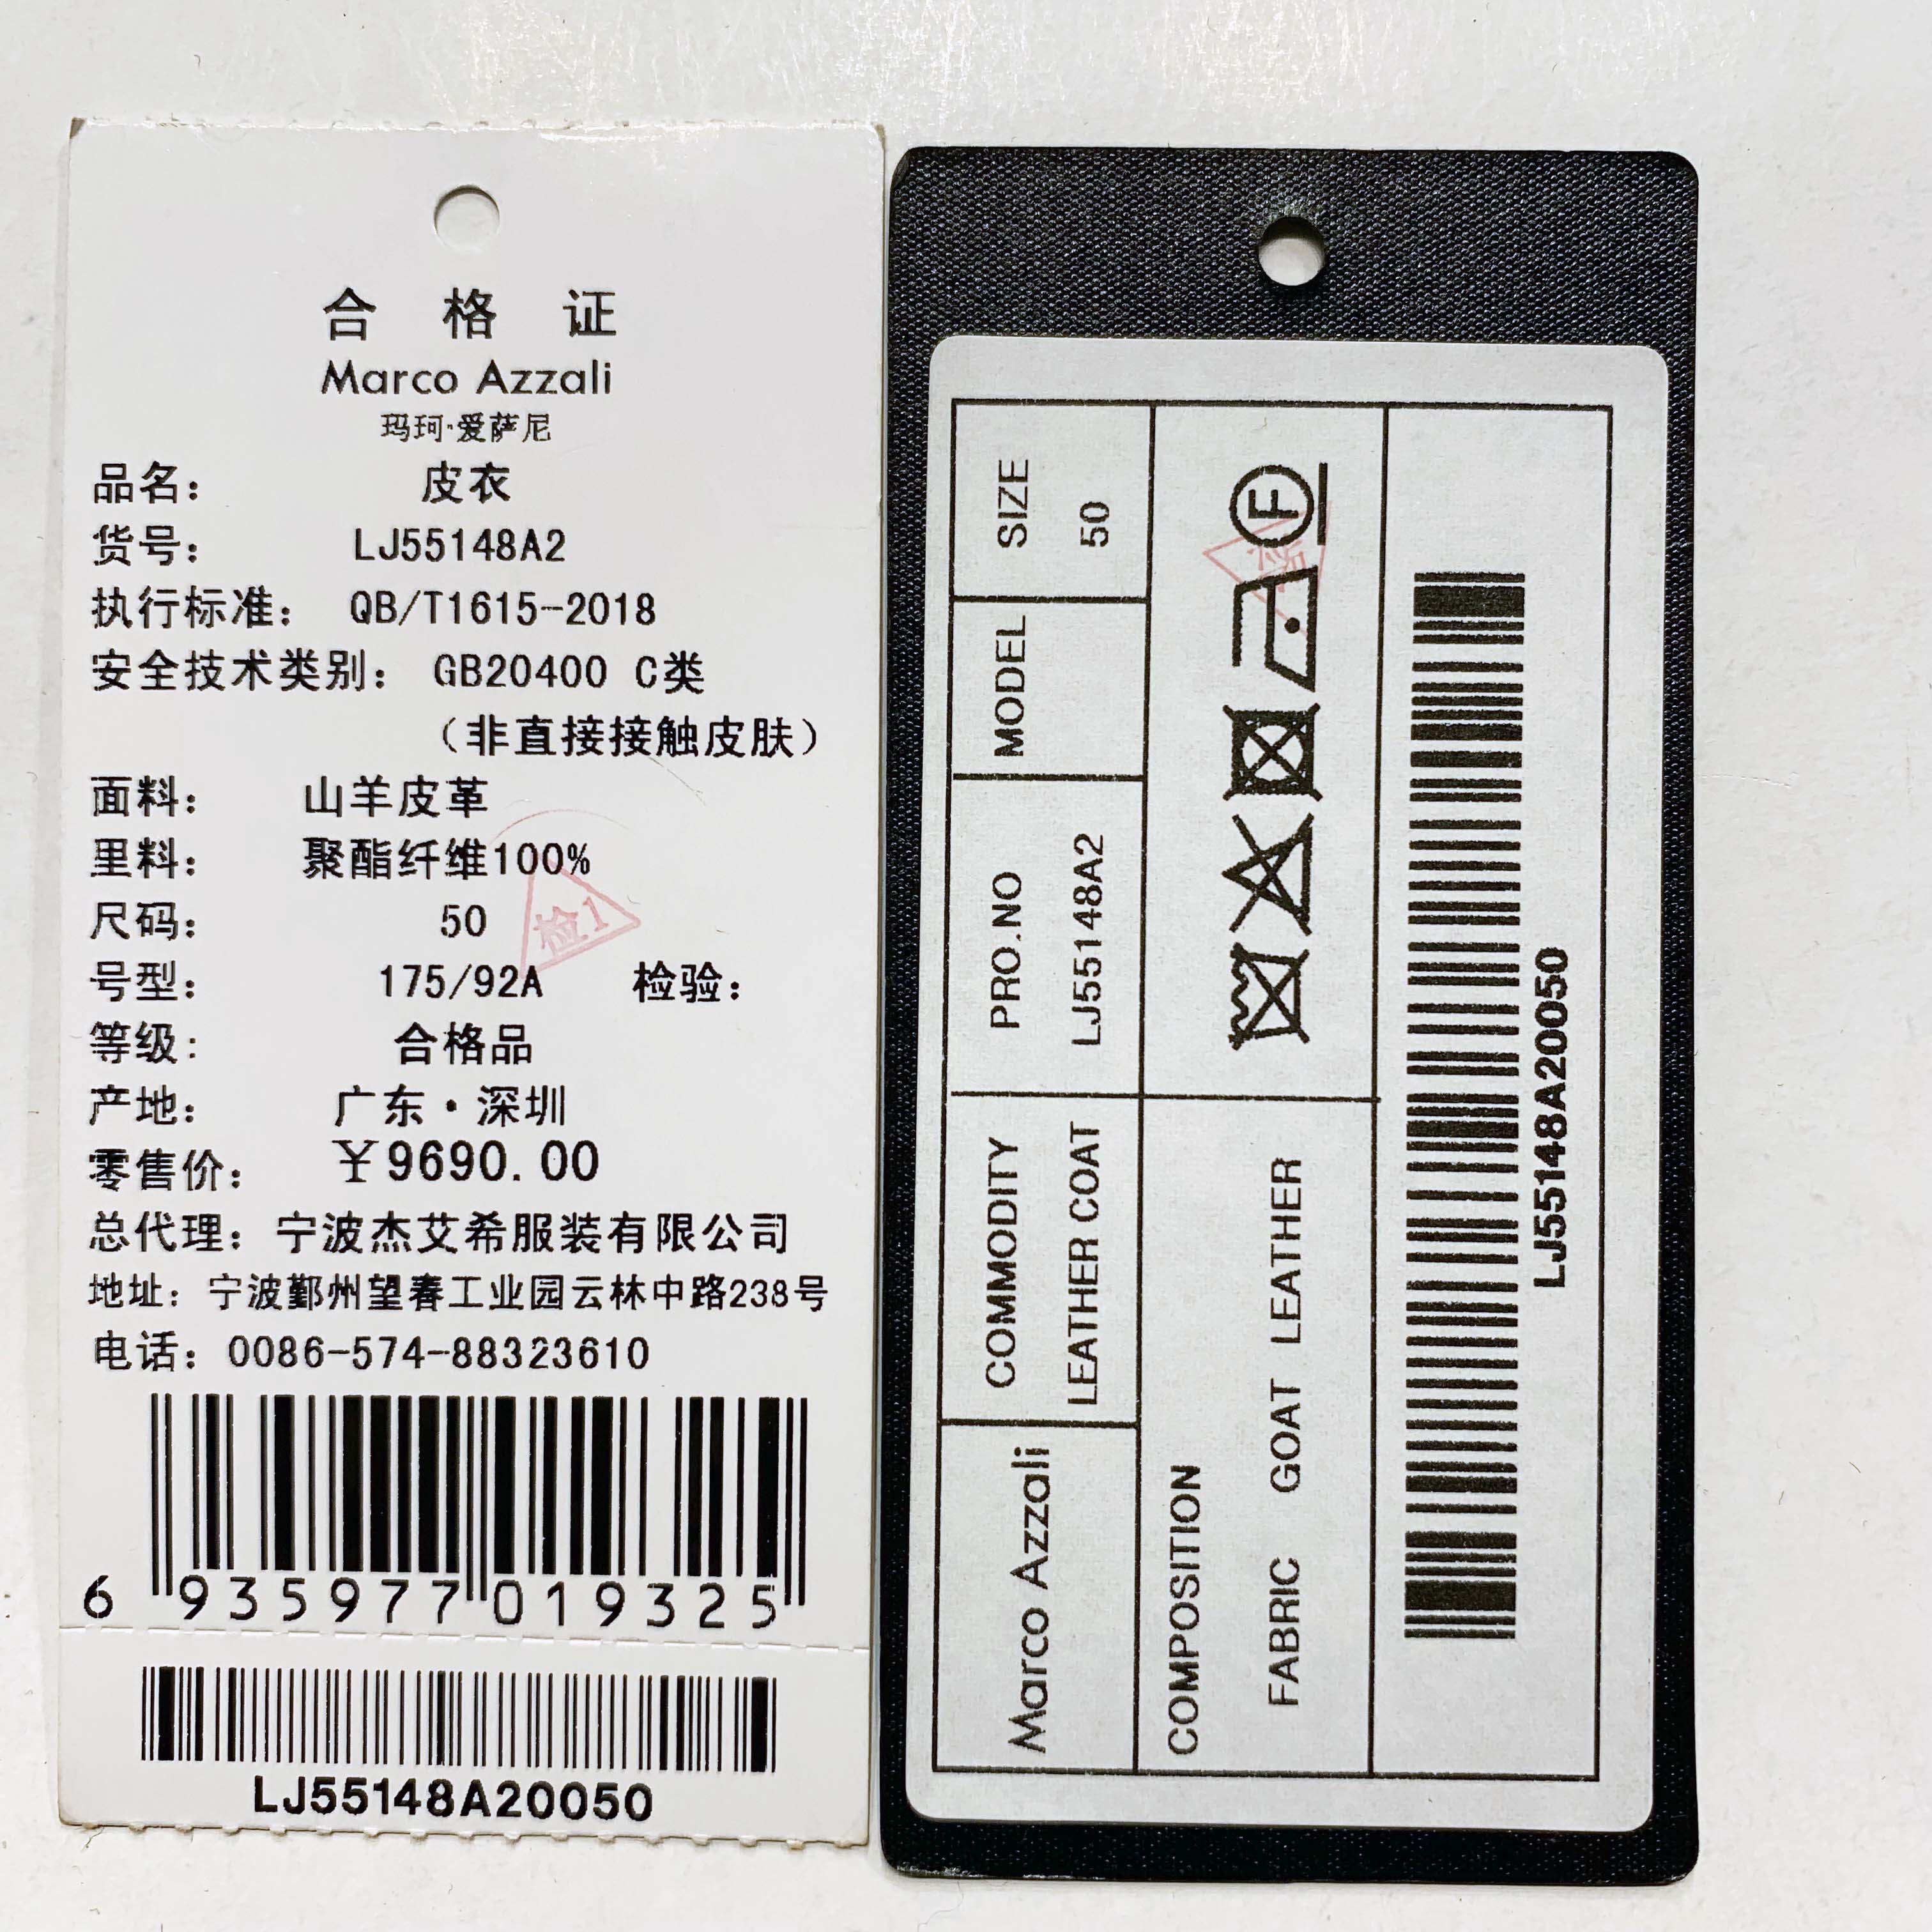 合格证
Marco Azzali
玛珂·爱萨尼
品名： 皮衣
货号： LJ55148A2
执行标准： QB/T1615-2018
安全技术类别： GB20400 C类
（非直接接触皮肤）
面料： 山羊皮革
里料： 聚酯纤维100%
检1
尺码： 50
号型： 175/92A 检验：
等级： 合格品
产地： 广东·深圳
零售价： ￥9690.00
总代理： 宁波杰艾希服装有限公司
地址： 宁波鄞州望春工业园云林中路238号
电话： 0086-574-88323610
6 935977 019325
LJ55148A20050
Marco Azzali
COMMODITY
LEATHER COAT
PRO.NO
LJ55148A2
MODEL
SIZE
50
COMPOSITION
FABRIC GOAT LEATHER
F
LJ55148A20050